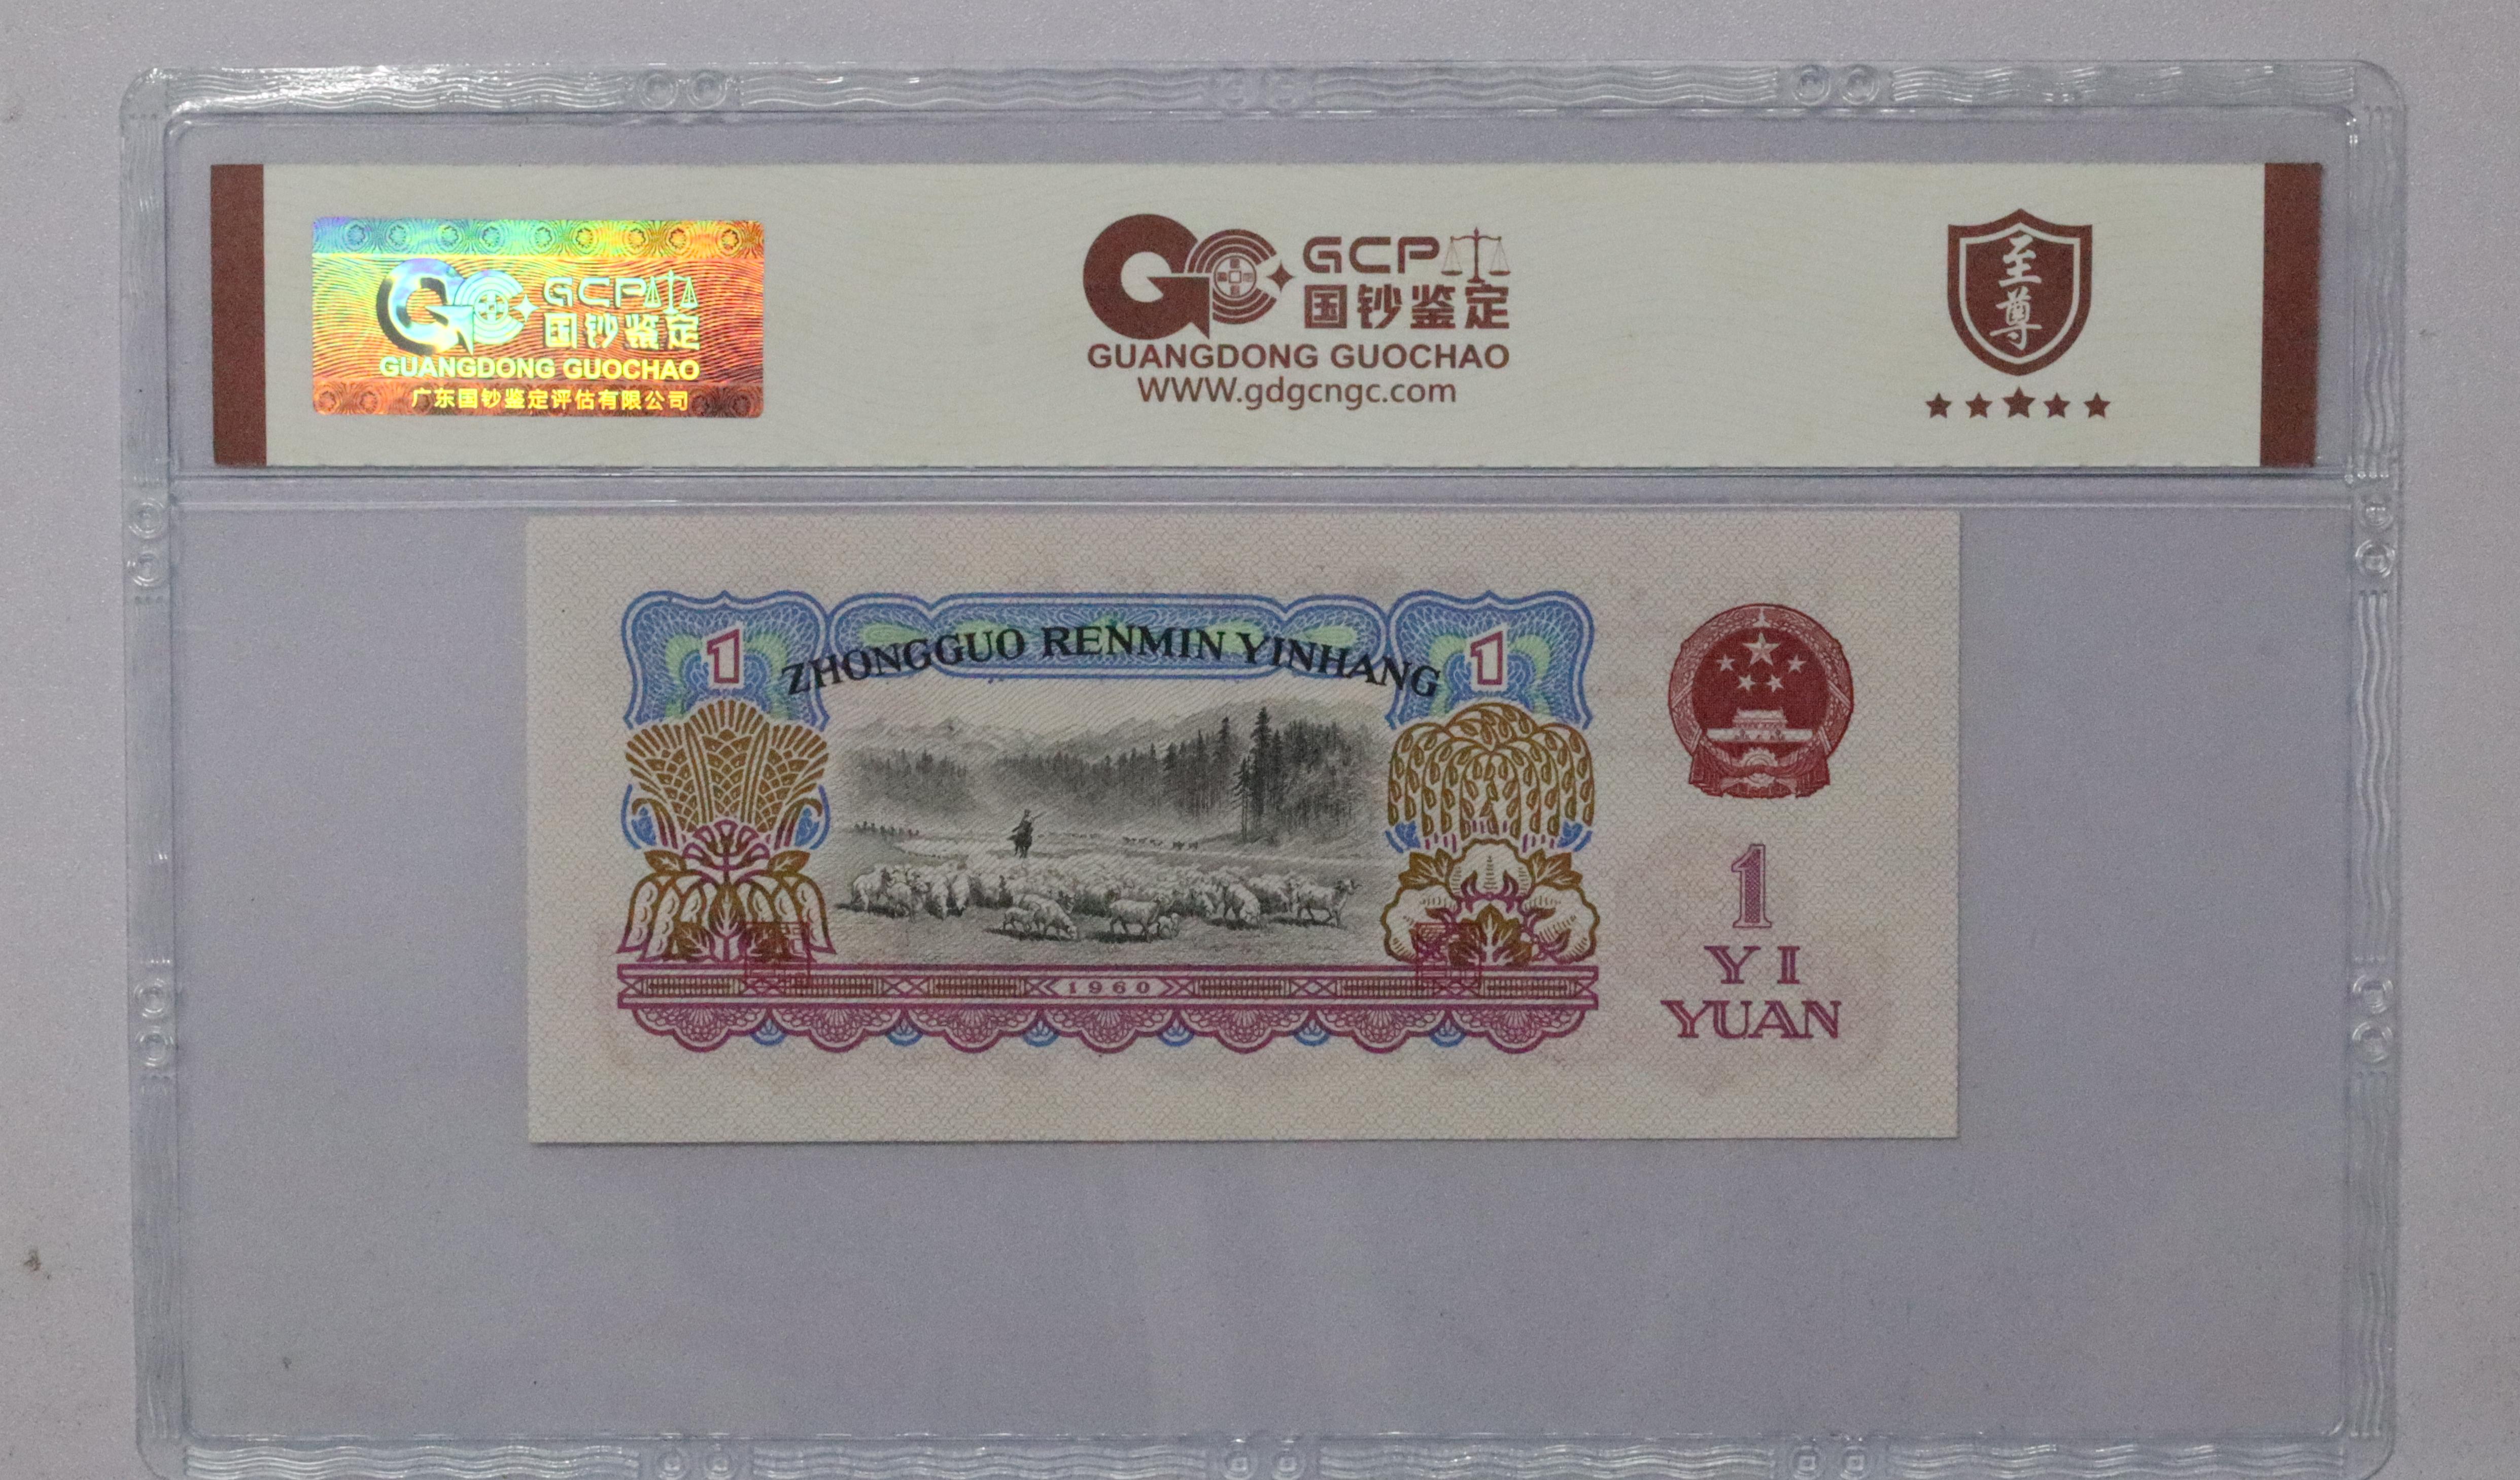 GCP
国钞鉴定
GUANGDONG GUOCHAO
广东国钞鉴定评估有限公司
GCP
国钞鉴定
GUANGDONG GUOCHAO
WWW.gdgcngc.com
至尊
1 ZHONGGUO RENMIN YINHANG 1
1960
1
YI
YUAN